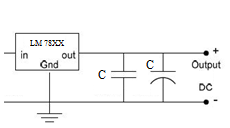 LM 78XX
in out
Gnd
C C
+
Output
DC
-